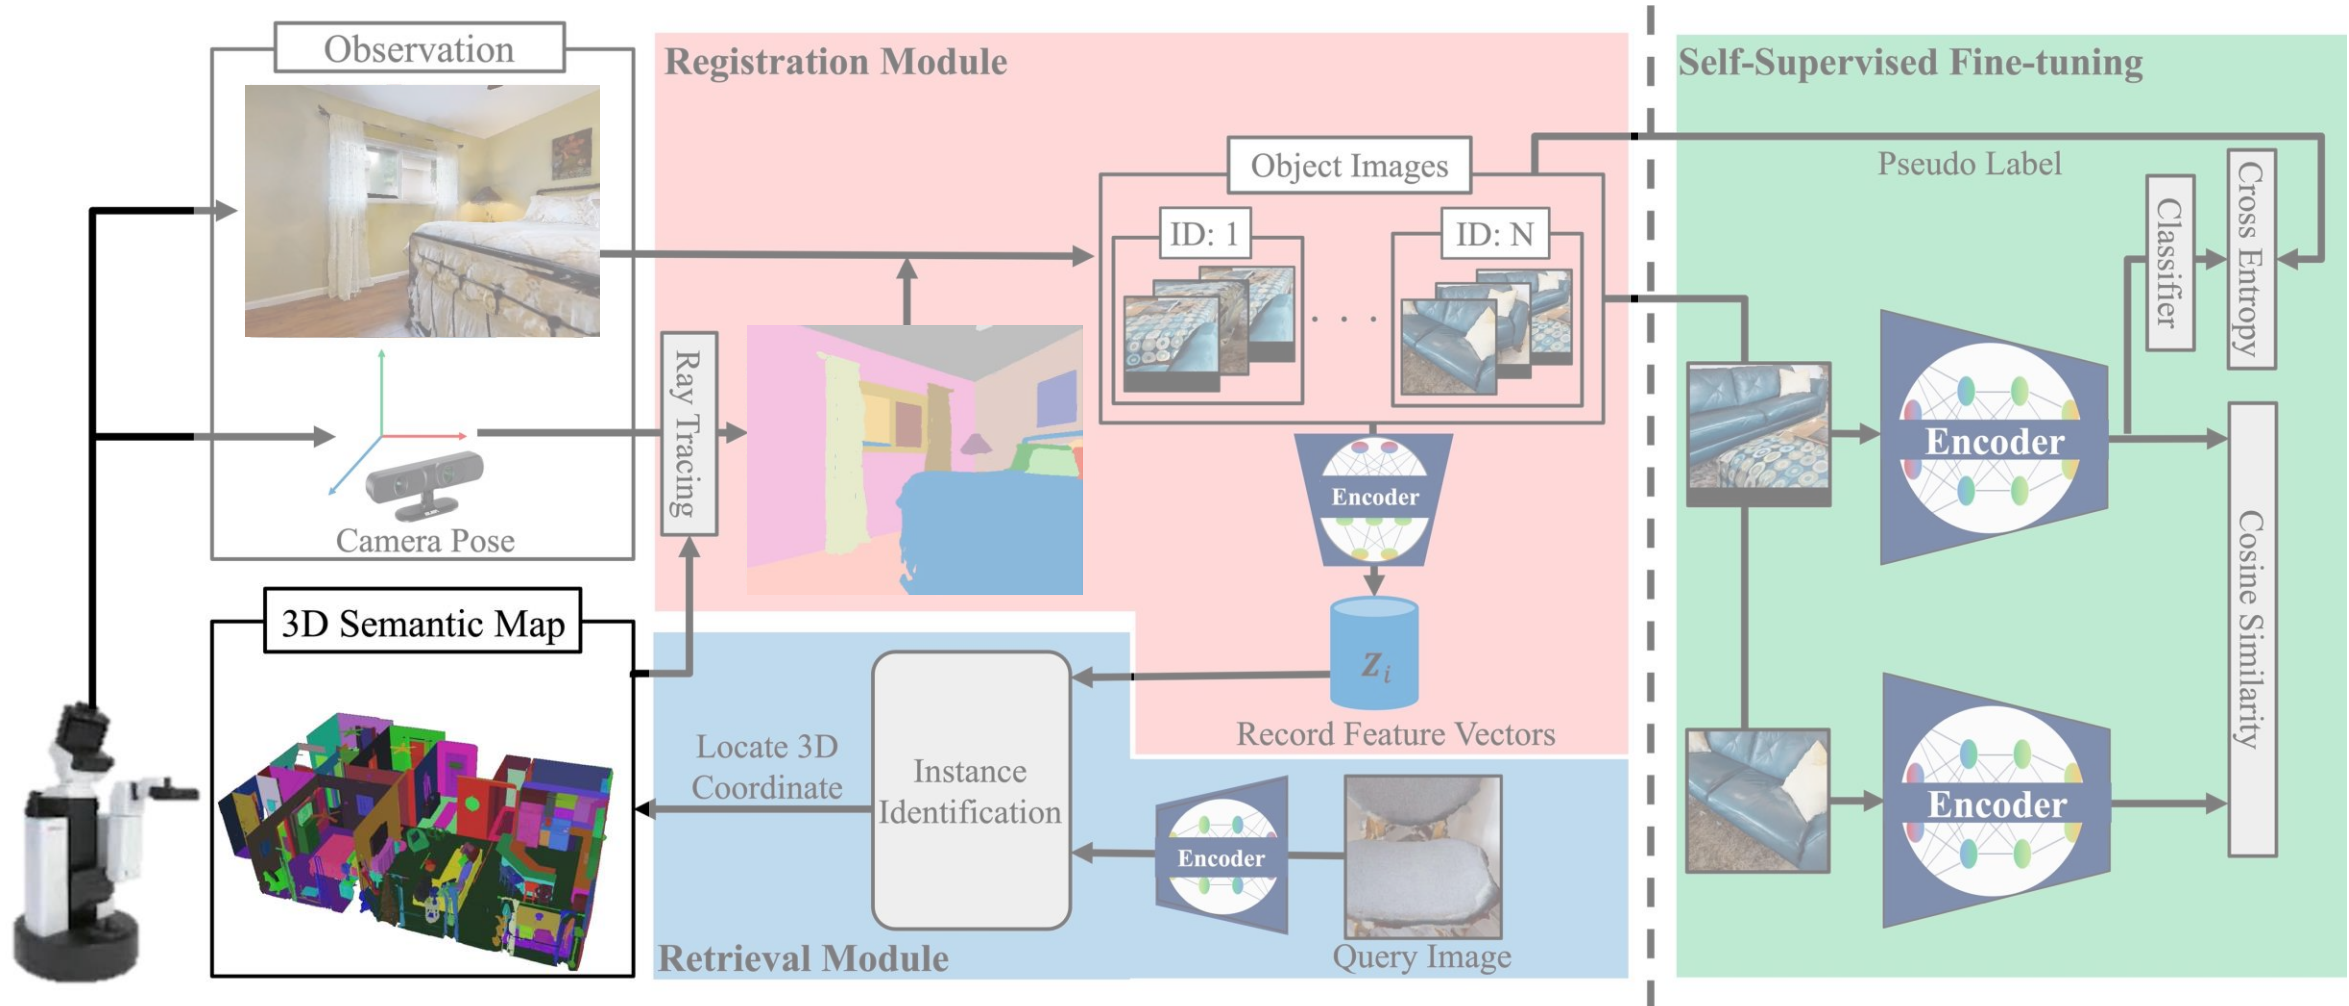 Observation
Camera Pose
3D Semantic Map
Registration Module
Ray Tracing
Object Images
ID: 1
. . .
ID: N
Encoder
Z i
Record Feature Vectors
Locate 3D
Coordinate
Instance
Identification
Encoder
Query Image
Retrieval Module
Self-Supervised Fine-tuning
Pseudo Label
Classifier
Cross Entropy
Encoder
Encoder
Cosine Similarity